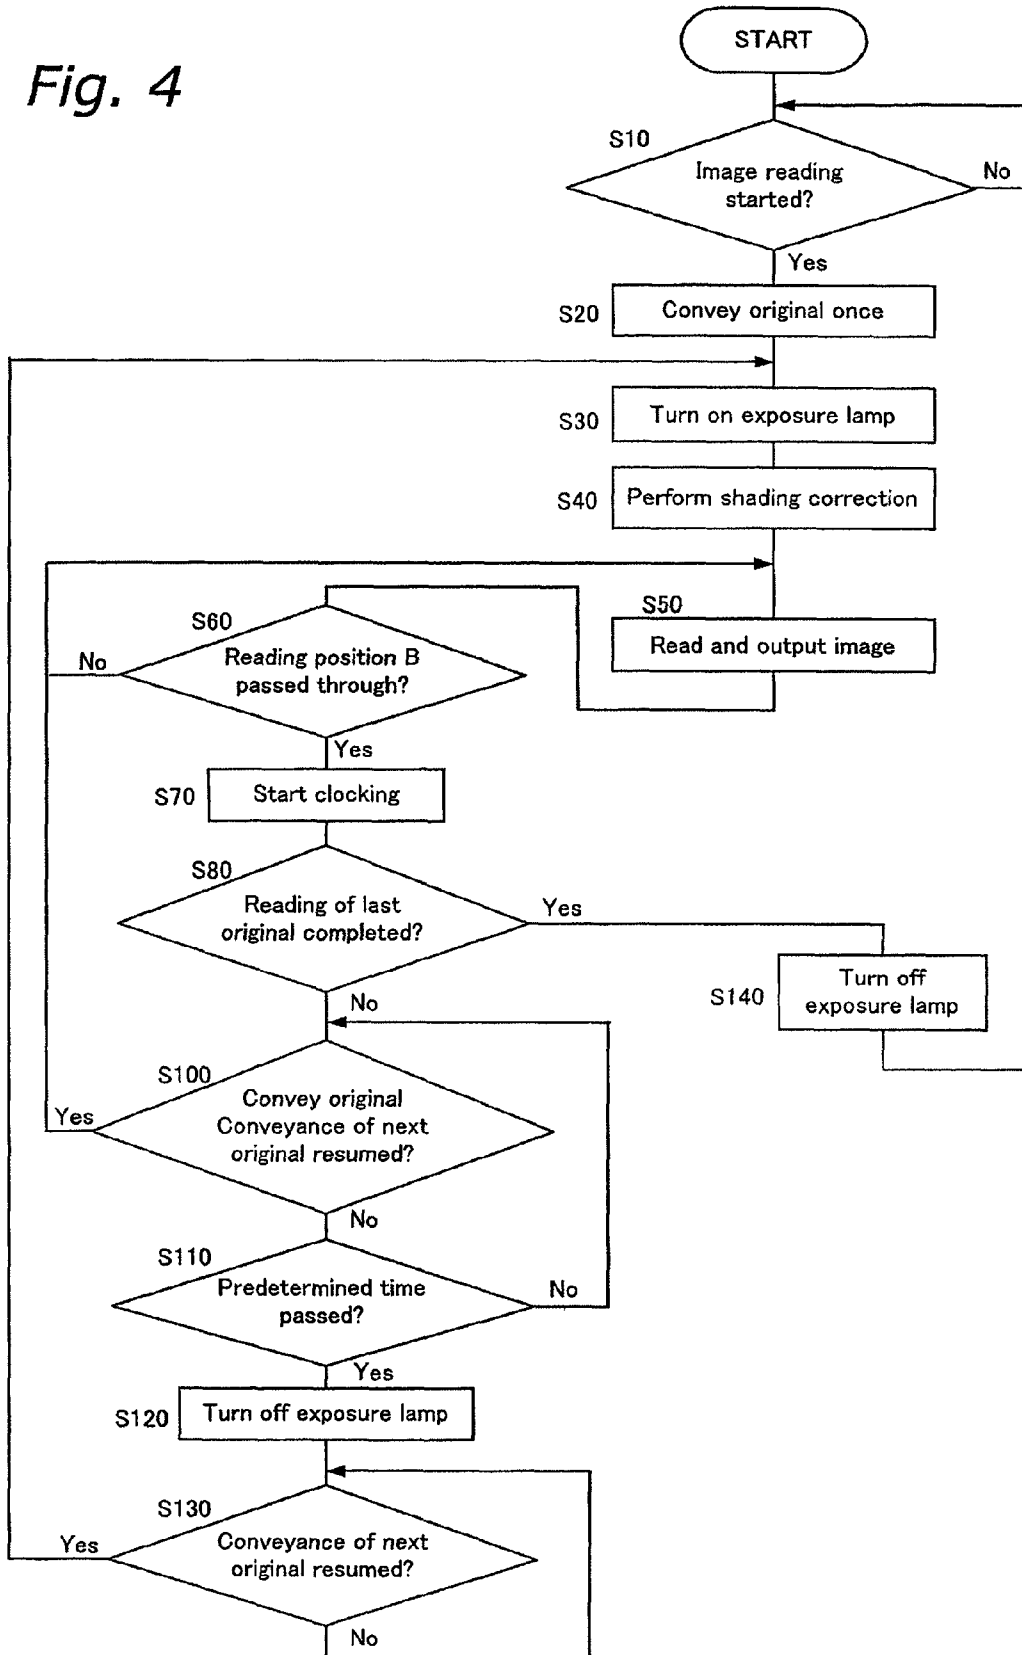 Fig. 4
START
S10
Image reading
started?
No
Yes
S20
Convey original once
S30
Turn on exposure lamp
S40
Perform shading correction
S50
Read and output image
S60
Reading position B
passed through?
No
Yes
S70
Start clocking
S80
Reading of last
original completed?
Yes
No
S140
Turn off
exposure lamp
S100
Convey original
Conveyance of next
original resumed?
Yes
No
S110
Predetermined time
passed?
No
Yes
S120
Turn off exposure lamp
S130
Conveyance of next
original resumed?
Yes
No